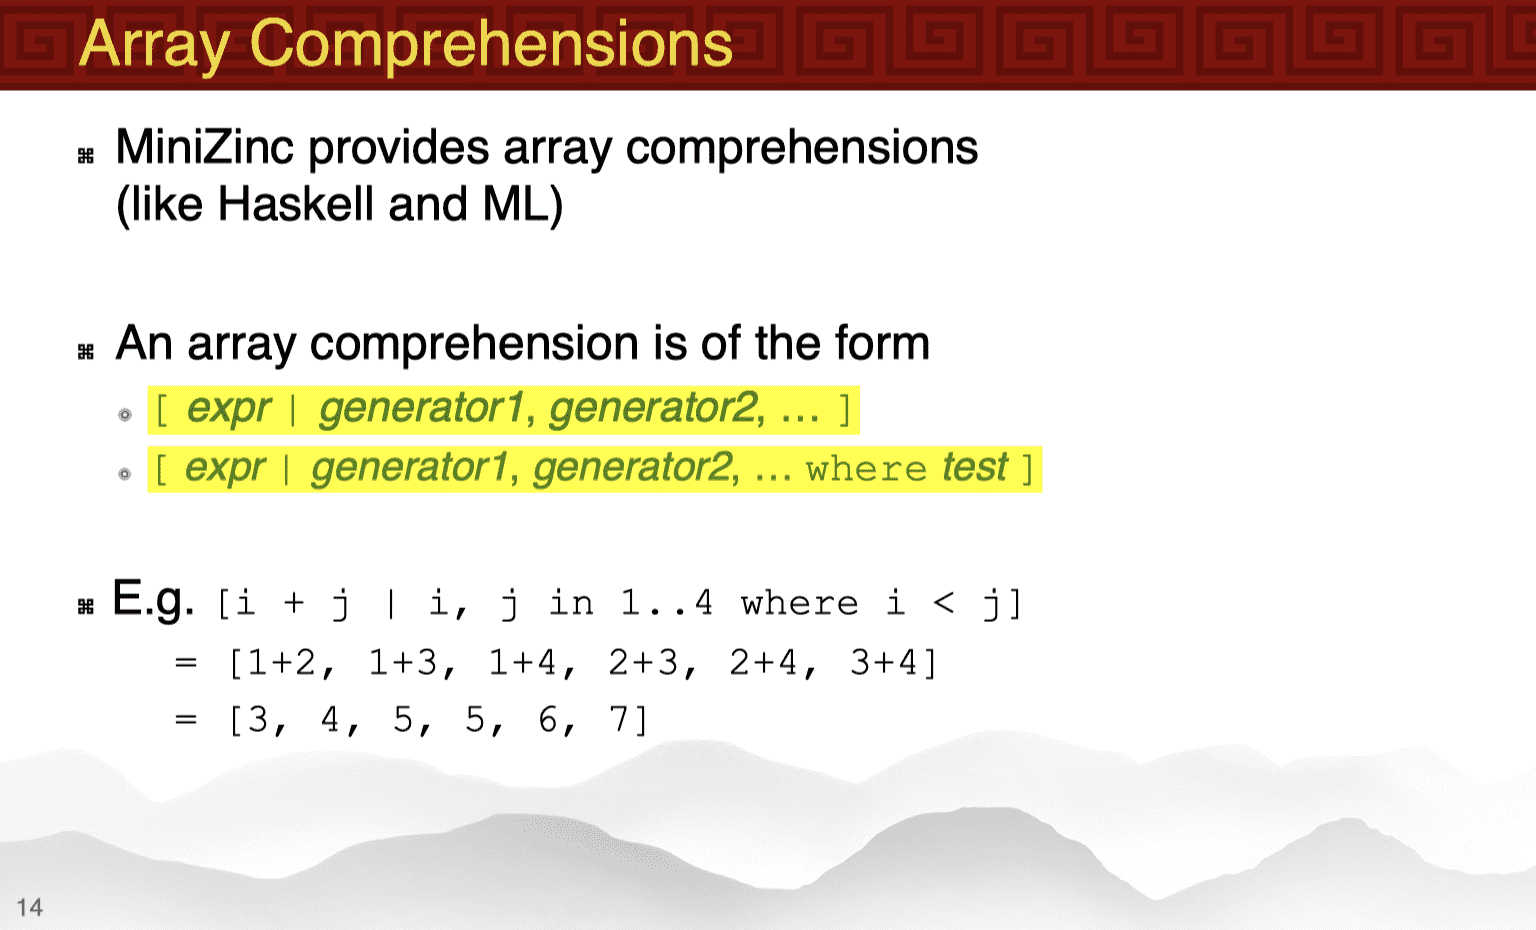 Array Comprehensions
⌘ MiniZinc provides array comprehensions
(like Haskell and ML)
⌘ An array comprehension is of the form
[ expr | generator1, generator2, … ]
[ expr | generator1, generator2, … where test ]
⌘ E.g. [i + j | i, j in 1..4 where i < j]
= [1+2, 1+3, 1+4, 2+3, 2+4, 3+4]
= [3, 4, 5, 5, 6, 7]
14